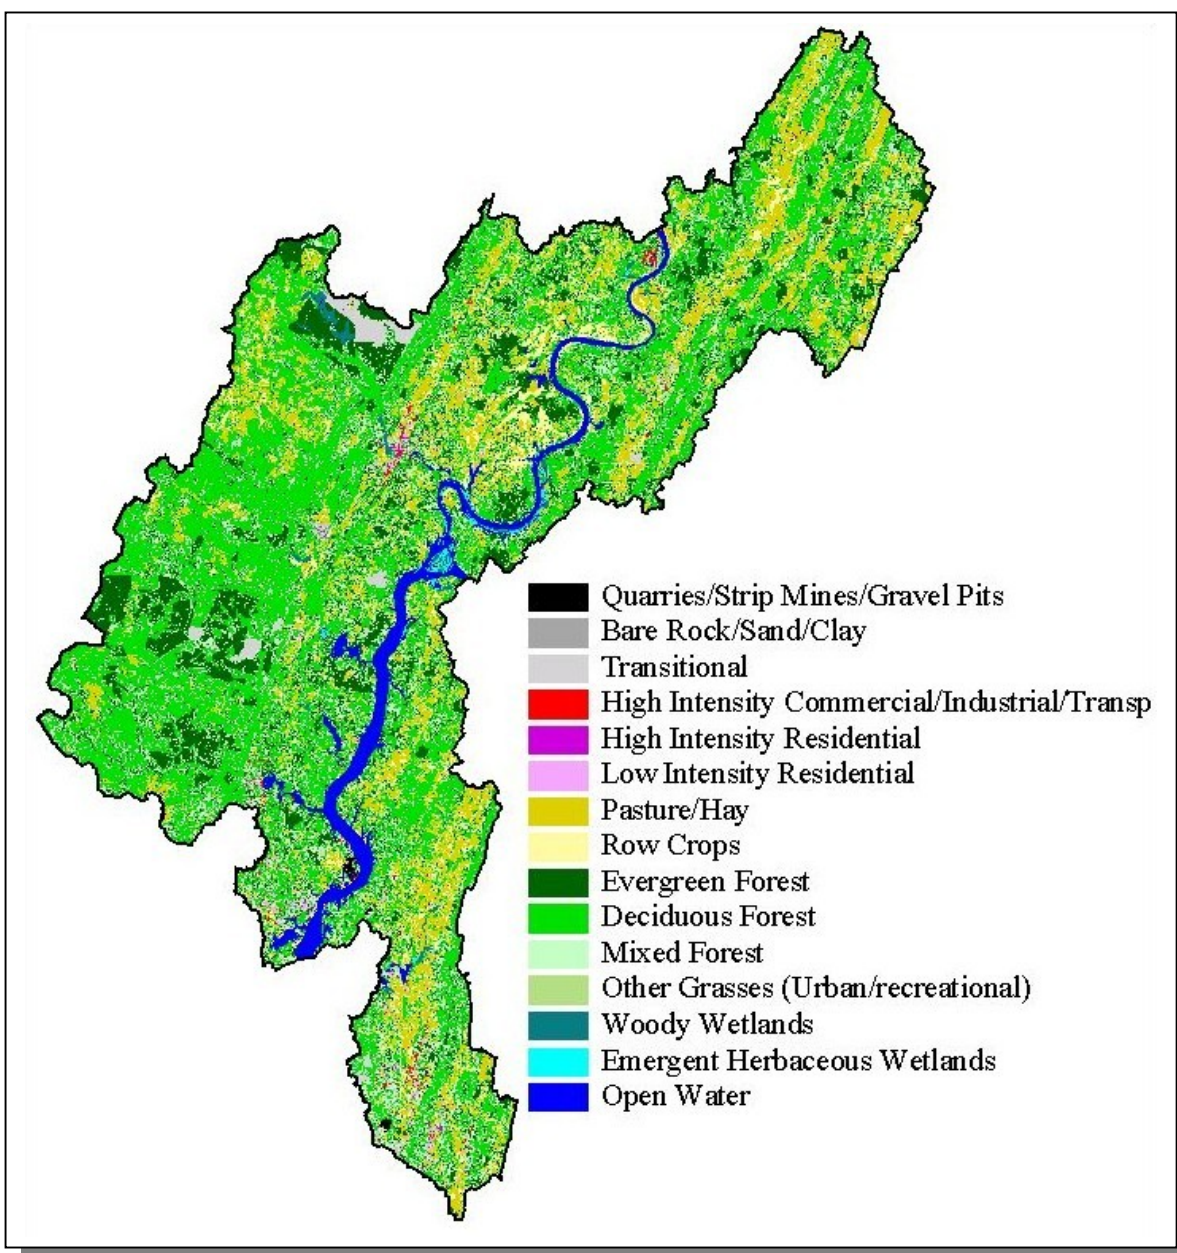 Quarries/Strip Mines/Gravel Pits
Bare Rock/Sand/Clay
Transitional
High Intensity Commercial/Industrial/Transp
High Intensity Residential
Low Intensity Residential
Pasture/Hay
Row Crops
Evergreen Forest
Deciduous Forest
Mixed Forest
Other Grasses (Urban/recreational)
Woody Wetlands
Emergent Herbaceous Wetlands
Open Water